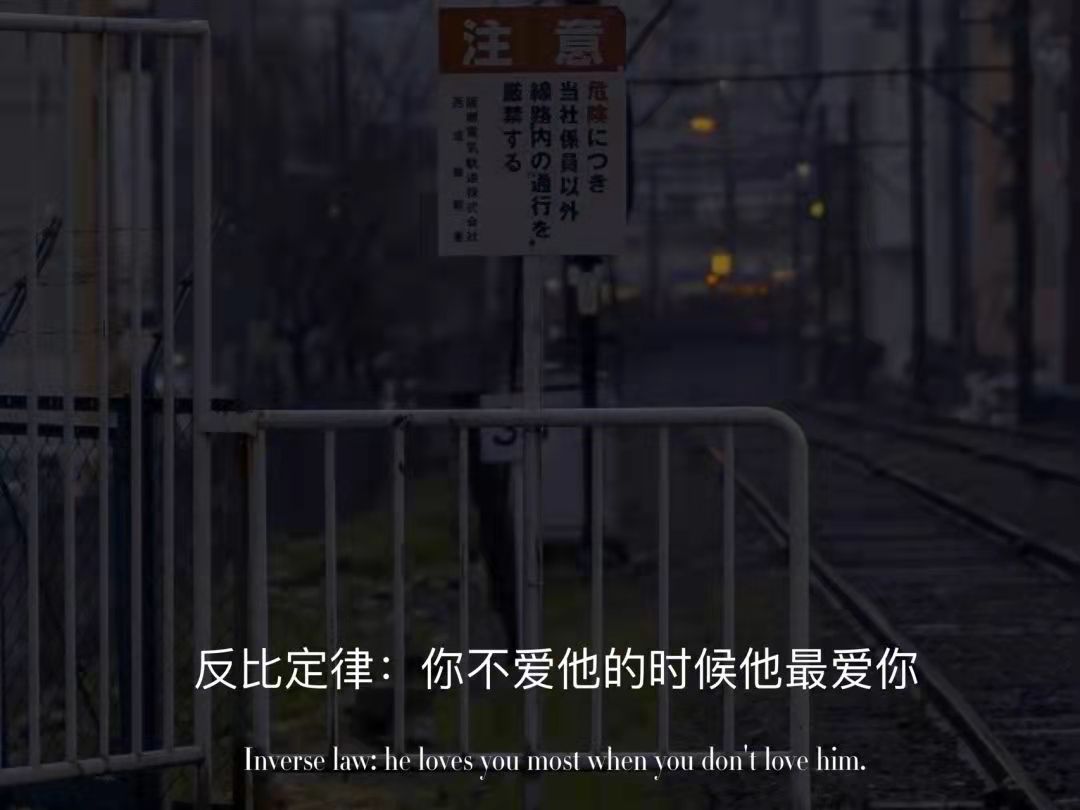 注意
危険につき
当社係員以外
線路内の通行を
厳禁する
阪堺電気軌道株式会社
反比定律：你不爱他的时候他最爱你
Inverse law: he loves you most when you don't love him.